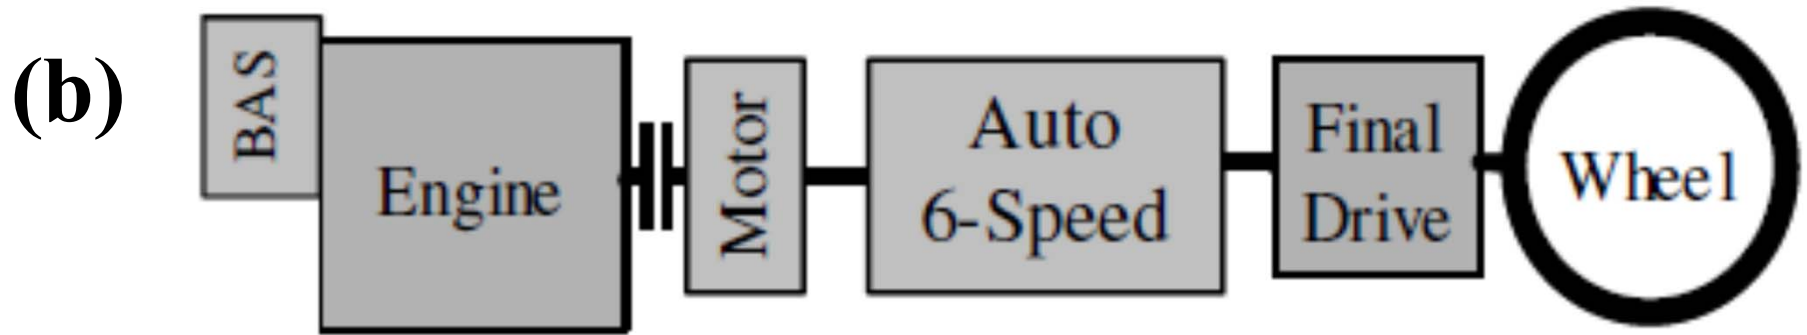 (b)
BAS
Engine
Motor
Auto
6-Speed
Final
Drive
Wheel